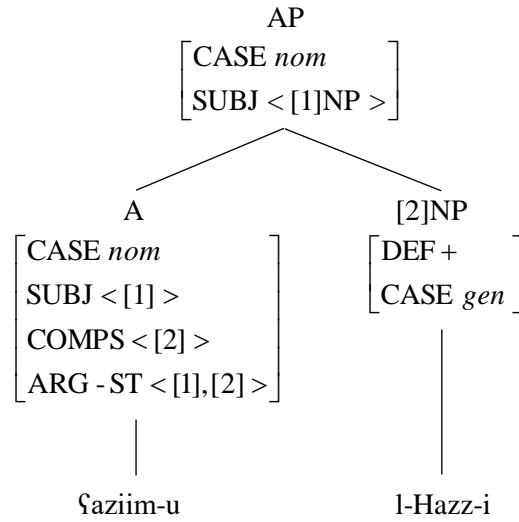 AP
[CASE nom
SUBJ < [1]NP >]
A [2]NP
[CASE nom
SUBJ < [1] >
COMPS < [2] >
ARG - ST < [1],[2] >]
[DEF +
CASE gen]
ʕaziim-u l-Hazz-i